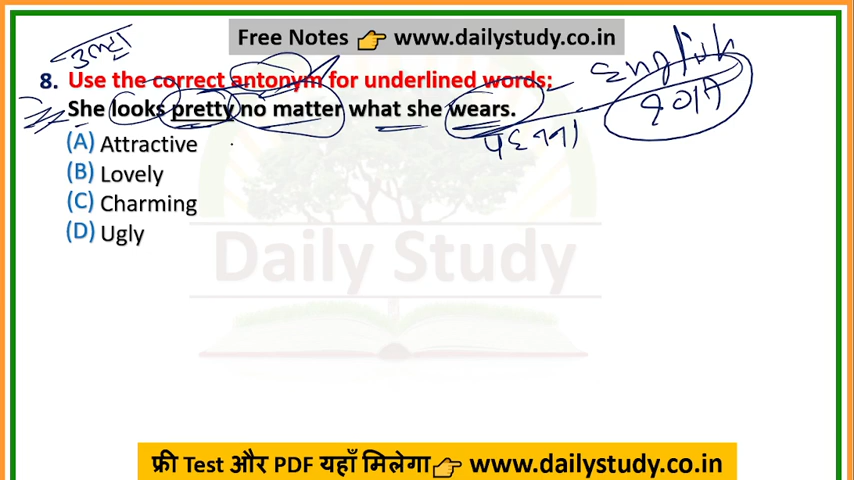 Free Notes 👉 www.dailystudy.co.in
उल्टा
English
8. Use the correct antonym for underlined words;
She looks pretty no matter what she wears.
पहनना
(A) Attractive
(B) Lovely
(C) Charming
(D) Ugly
Daily Study
फ्री Test और PDF यहाँ मिलेगा👉 www.dailystudy.co.in